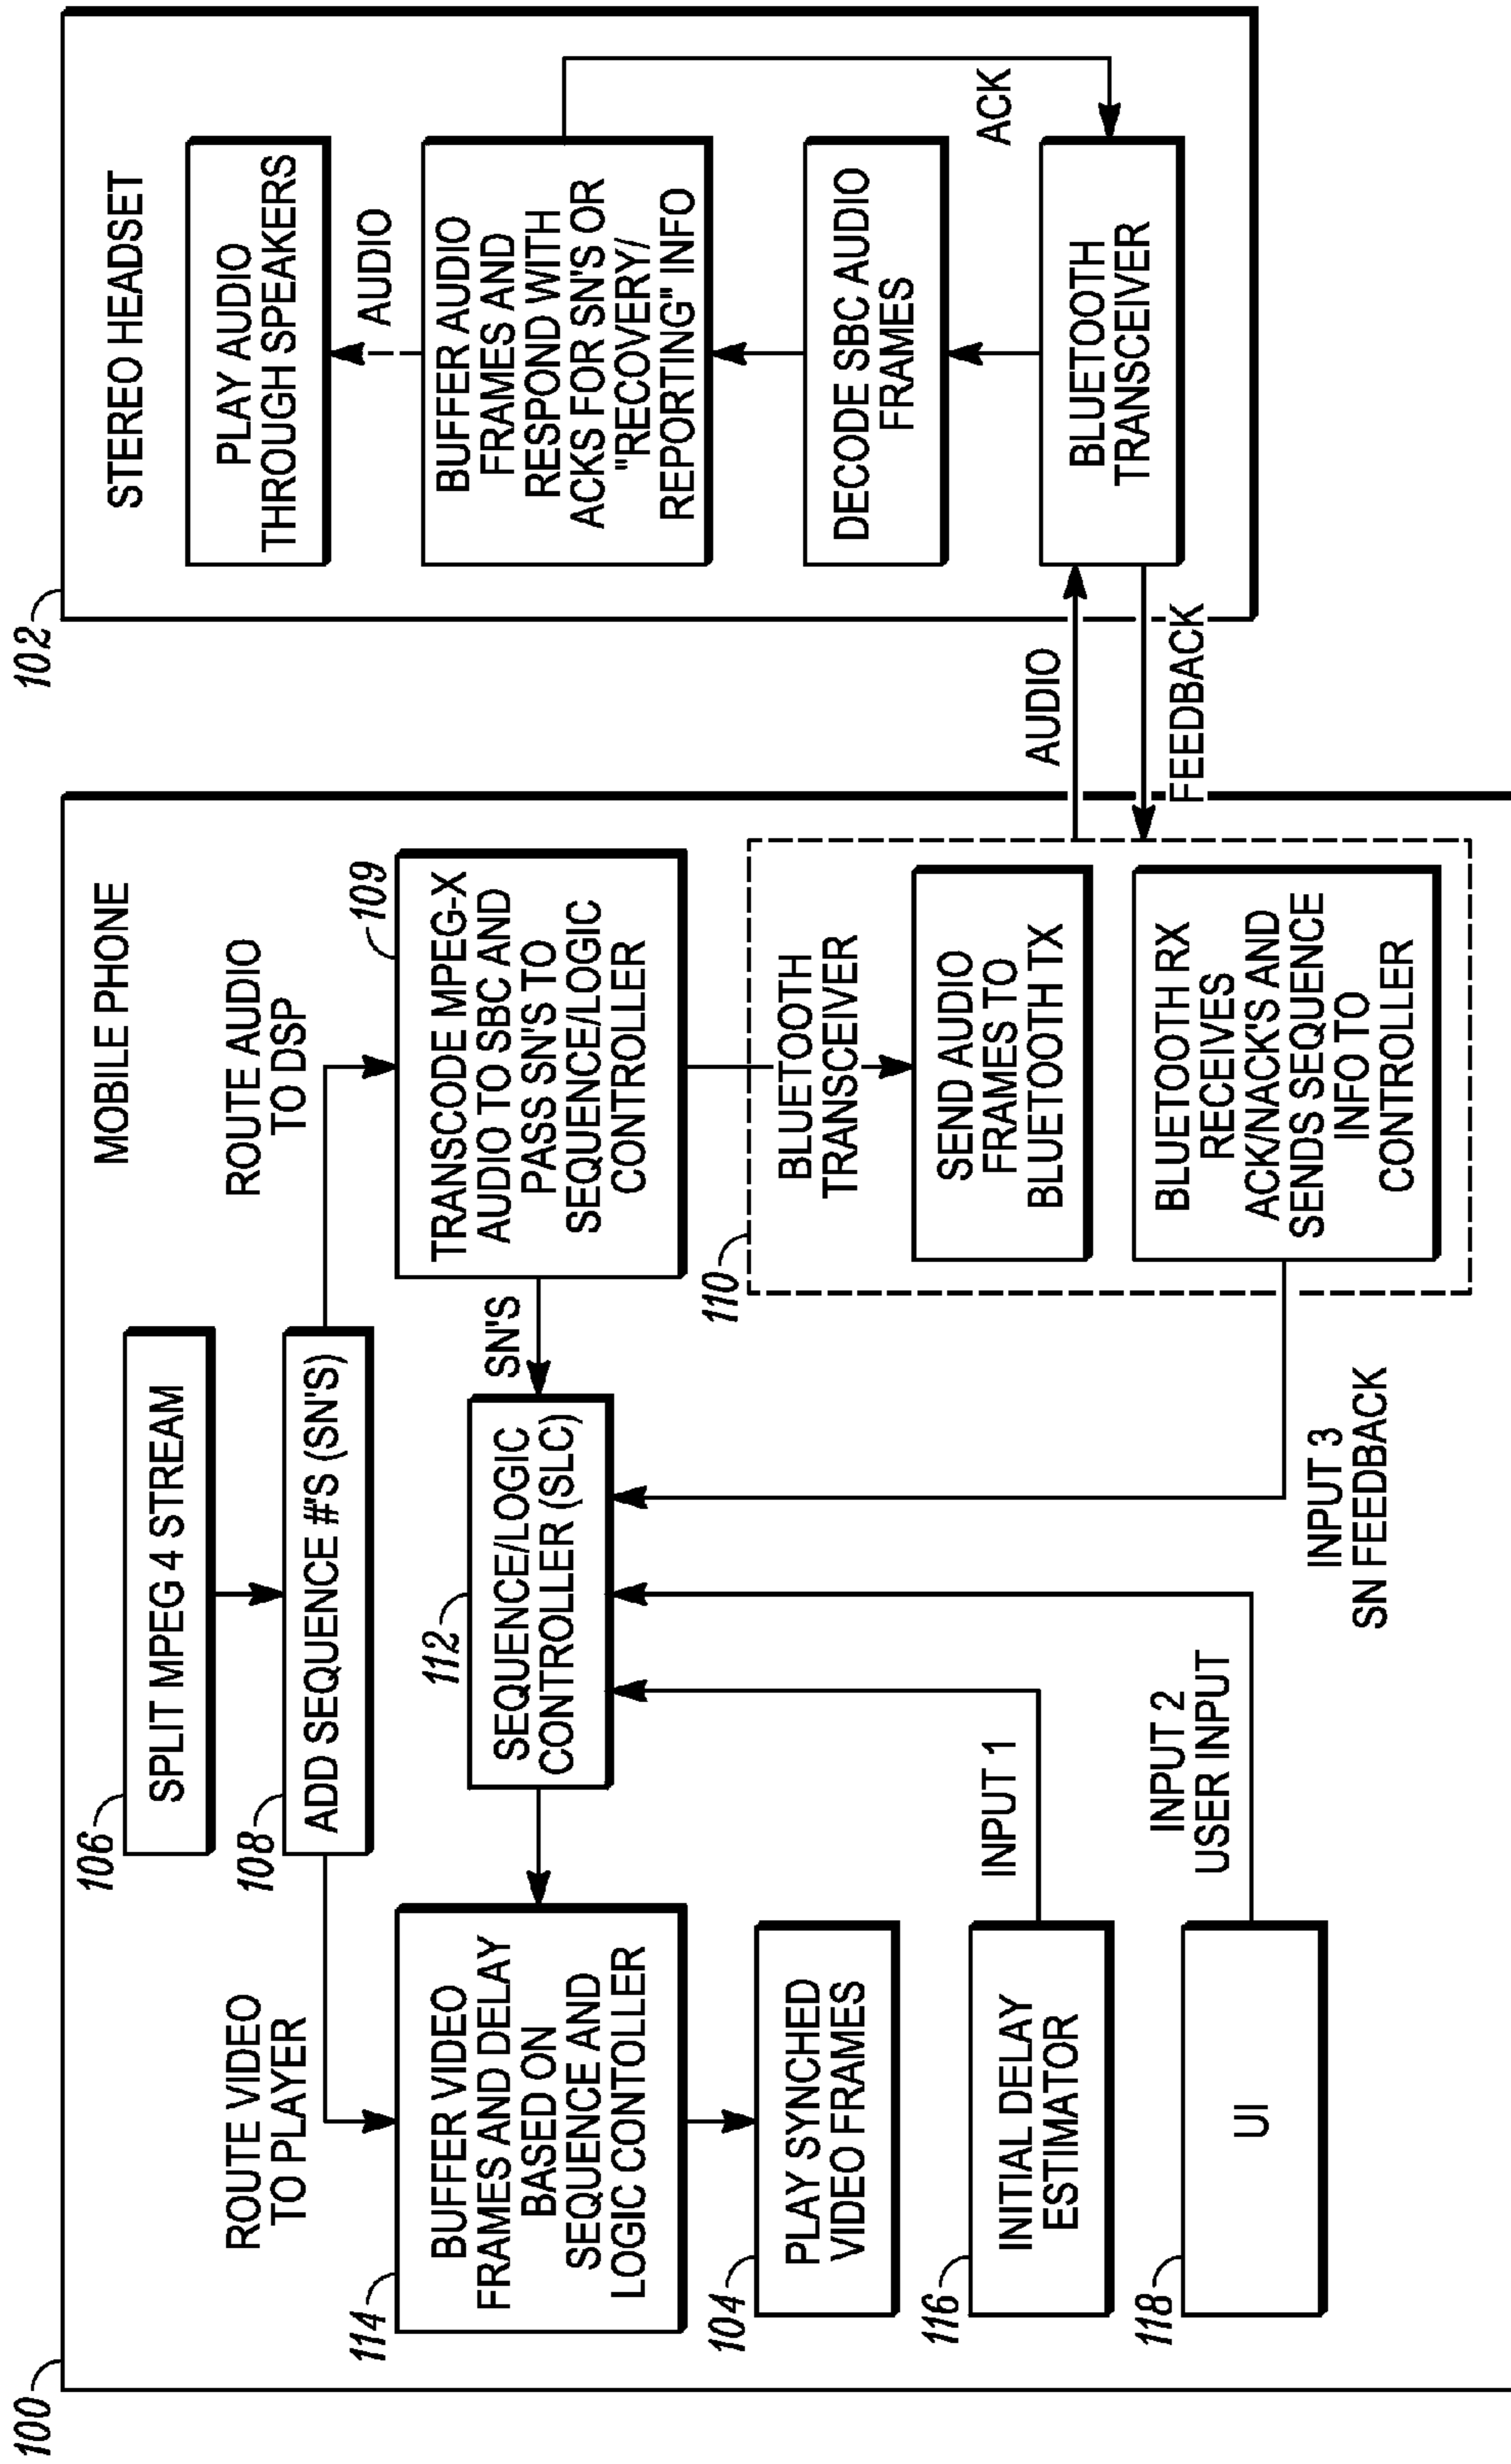 100
MOBILE PHONE
106
SPLIT MPEG 4 STREAM
108
ADD SEQUENCE #'S (SN'S)
ROUTE VIDEO
TO PLAYER
ROUTE AUDIO
TO DSP
114
BUFFER VIDEO
FRAMES AND DELAY
BASED ON
SEQUENCE AND
LOGIC CONTOLLER
112
SEQUENCE/LOGIC
CONTROLLER (SLC)
SN'S
109
TRANSCODE MPEG-X
AUDIO TO SBC AND
PASS SN'S TO
SEQUENCE/LOGIC
CONTROLLER
104
PLAY SYNCHED
VIDEO FRAMES
116
INITIAL DELAY
ESTIMATOR
INPUT 1
118
UI
INPUT 2
USER INPUT
INPUT 3
SN FEEDBACK
110
BLUETOOTH
TRANSCEIVER
SEND AUDIO
FRAMES TO
BLUETOOTH TX
BLUETOOTH RX
RECEIVES
ACK/NACK'S AND
SENDS SEQUENCE
INFO TO
CONTROLLER
AUDIO
FEEDBACK
102
STEREO HEADSET
PLAY AUDIO
THROUGH SPEAKERS
AUDIO
BUFFER AUDIO
FRAMES AND
RESPOND WITH
ACKS FOR SN'S OR
"RECOVERY/
REPORTING" INFO
DECODE SBC AUDIO
FRAMES
ACK
BLUETOOTH
TRANSCEIVER